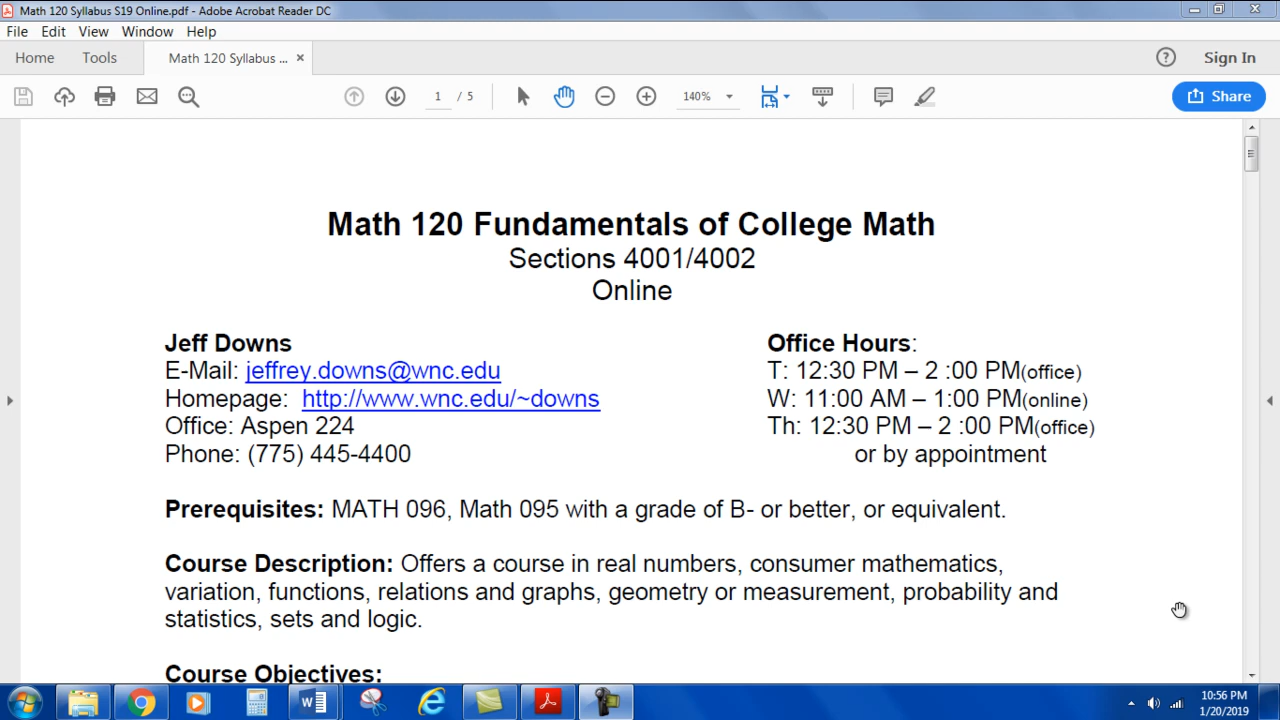 Math 120 Syllabus S19 Online.pdf - Adobe Acrobat Reader DC
File Edit View Window Help
Home Tools Math 120 Syllabus ... × ? Sign In
1 / 5 140% Share
Math 120 Fundamentals of College Math
Sections 4001/4002
Online
Jeff Downs
E-Mail: jeffrey.downs@wnc.edu
Homepage: http://www.wnc.edu/~downs
Office: Aspen 224
Phone: (775) 445-4400
Office Hours:
T: 12:30 PM – 2 :00 PM(office)
W: 11:00 AM – 1:00 PM(online)
Th: 12:30 PM – 2 :00 PM(office)
or by appointment
Prerequisites: MATH 096, Math 095 with a grade of B- or better, or equivalent.
Course Description: Offers a course in real numbers, consumer mathematics,
variation, functions, relations and graphs, geometry or measurement, probability and
statistics, sets and logic.
Course Objectives:
10:56 PM
1/20/2019